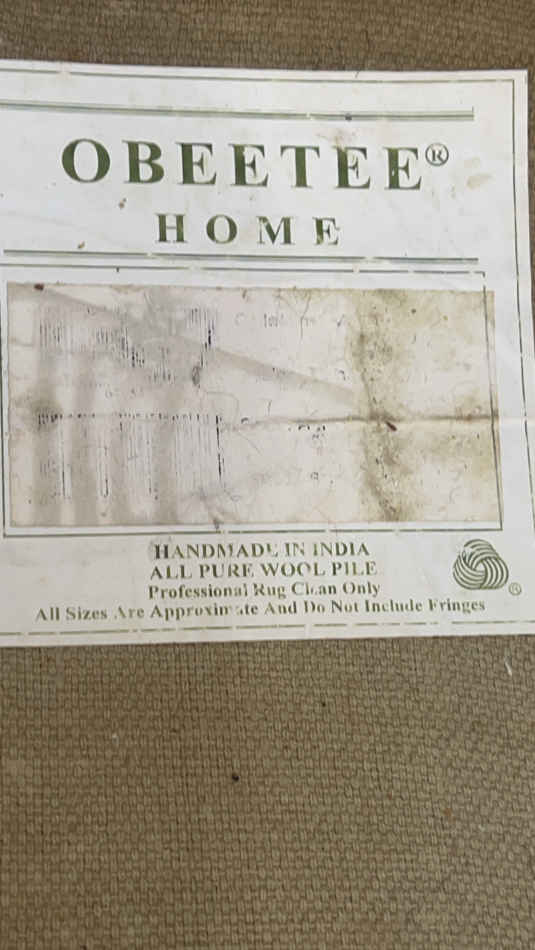 OBEETEE®
HOME
HANDMADE IN INDIA
ALL PURE WOOL PILE
Professional Rug Clean Only
All Sizes Are Approximate And Do Not Include Fringes
®